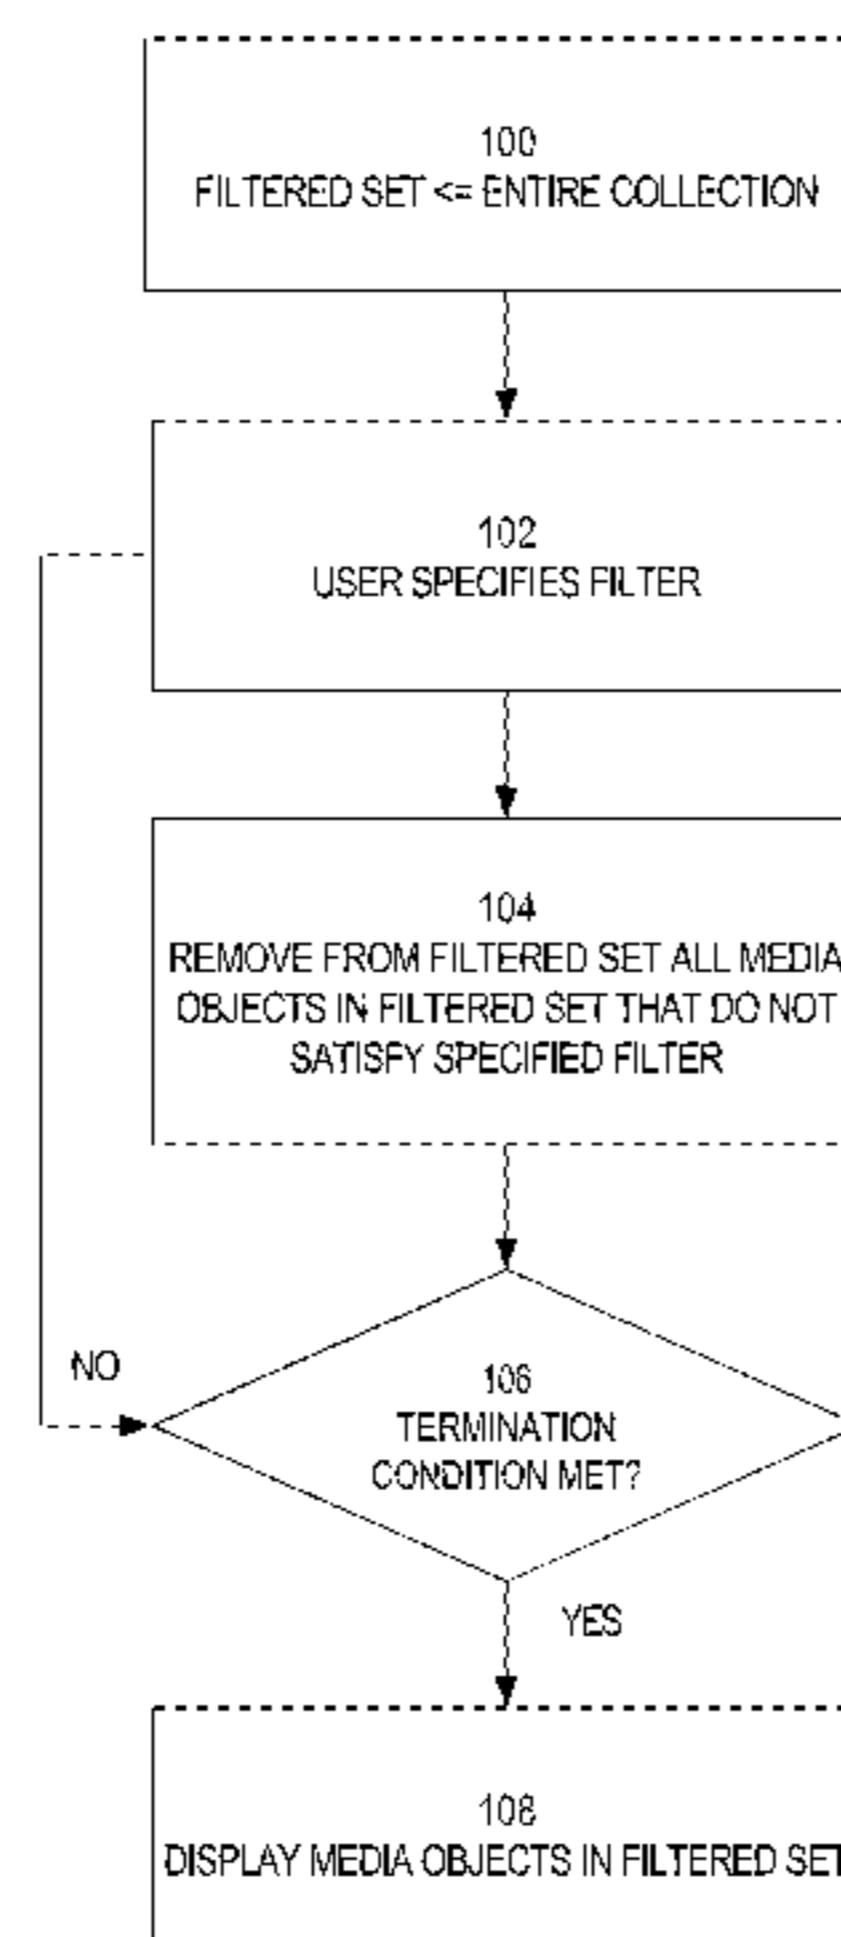 100
FILTERED SET <= ENTIRE COLLECTION
102
USER SPECIFIES FILTER
104
REMOVE FROM FILTERED SET ALL MEDIA
OBJECTS IN FILTERED SET THAT DO NOT
SATISFY SPECIFIED FILTER
NO
106
TERMINATION
CONDITION MET?
YES
108
DISPLAY MEDIA OBJECTS IN FILTERED SET